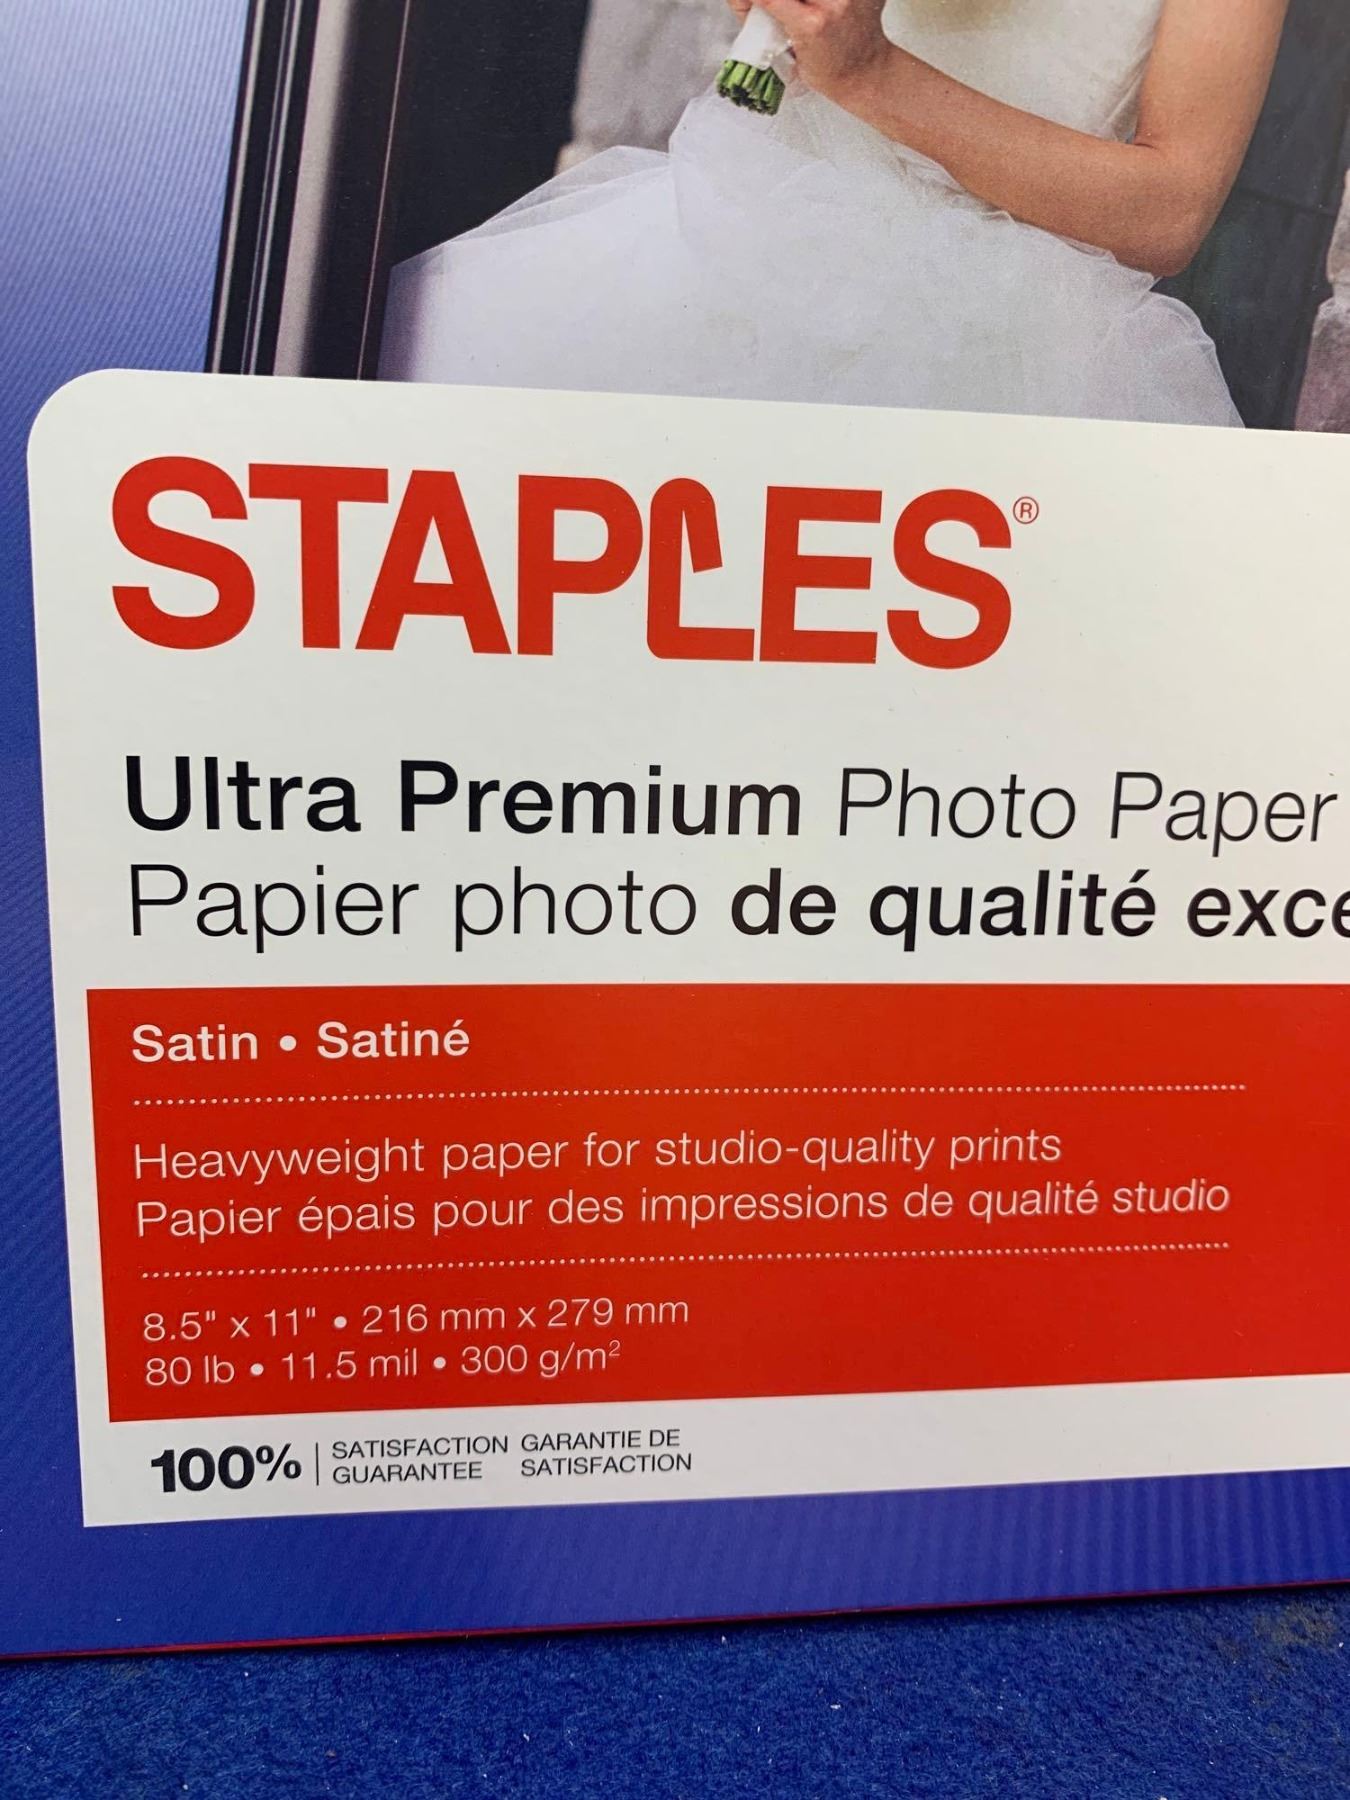 STAPLES®
Ultra Premium Photo Paper
Papier photo de qualité
Satin • Satiné
Heavyweight paper for studio-quality prints
Papier épais pour des impressions de qualité studio
8.5" x 11" • 216 mm x 279 mm
80 lb • 11.5 mil • 300 g/m²
100% SATISFACTION GUARANTEE
GARANTIE DE SATISFACTION